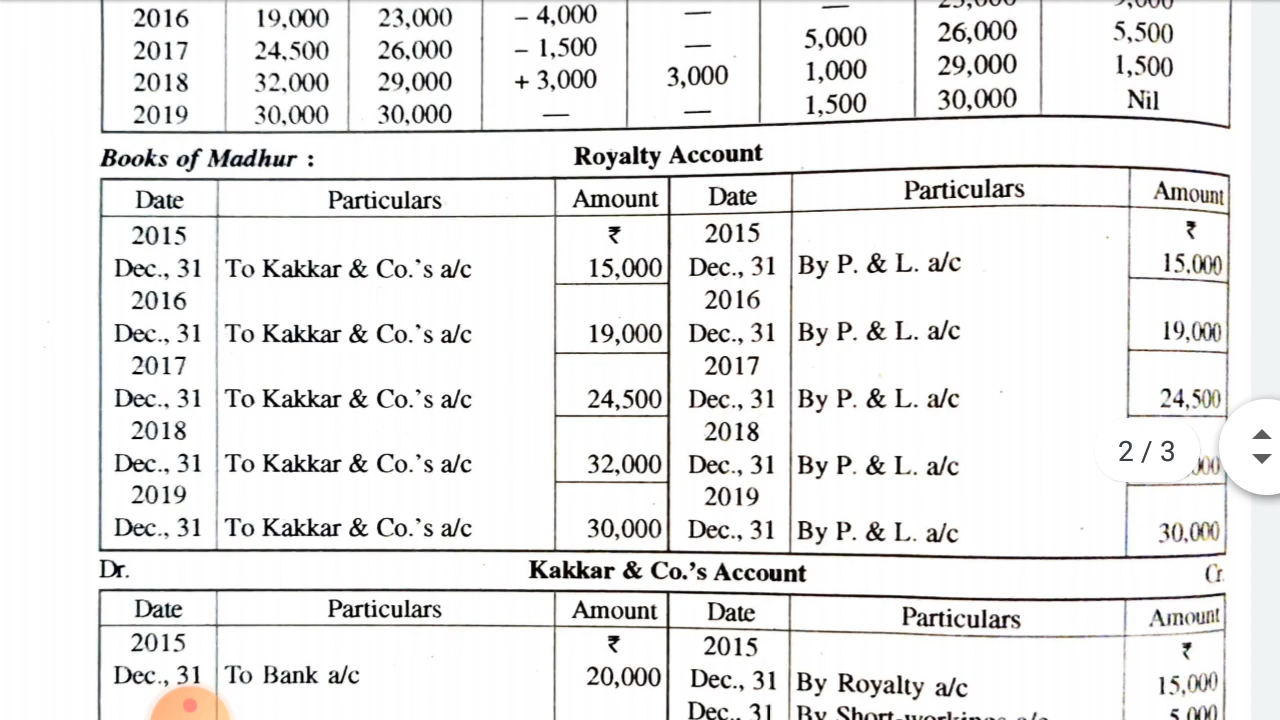 2016 19,000 23,000 – 4,000 — —
2017 24,500 26,000 – 1,500 — 5,000 26,000 5,500
2018 32,000 29,000 + 3,000 3,000 1,000 29,000 1,500
2019 30,000 30,000 — — 1,500 30,000 Nil
Books of Madhur : Royalty Account
Date Particulars Amount Date Particulars Amount
2015 ₹ 2015 ₹
Dec., 31 To Kakkar & Co.'s a/c 15,000 Dec., 31 By P. & L. a/c 15,000
2016 2016
Dec., 31 To Kakkar & Co.'s a/c 19,000 Dec., 31 By P. & L. a/c 19,000
2017 2017
Dec., 31 To Kakkar & Co.'s a/c 24,500 Dec., 31 By P. & L. a/c 24,500
2018 2018
2 / 3
Dec., 31 To Kakkar & Co.'s a/c 32,000 Dec., 31 By P. & L. a/c
2019 2019
Dec., 31 To Kakkar & Co.'s a/c 30,000 Dec., 31 By P. & L. a/c 30,000
Dr. Kakkar & Co.'s Account Cr.
Date Particulars Amount Date Particulars Amount
2015 ₹ 2015 ₹
Dec., 31 To Bank a/c 20,000 Dec., 31 By Royalty a/c 15,000
Dec., 31 By Short-workings a/c 5,000